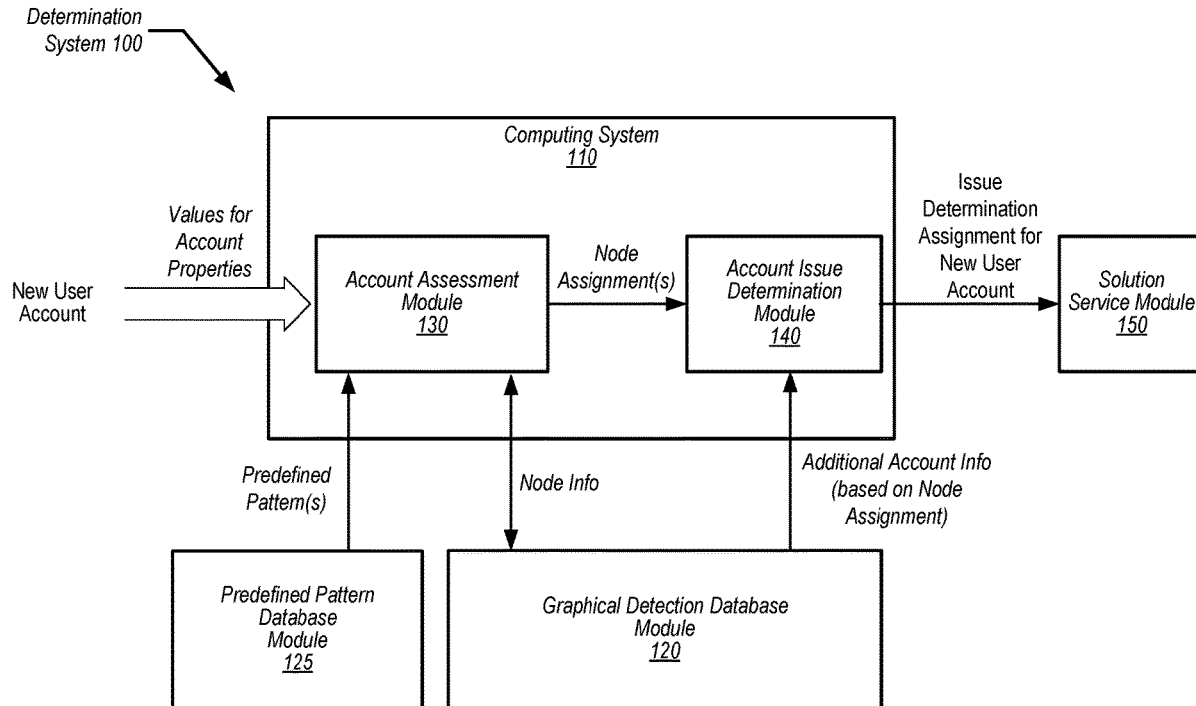 Determination
System 100
Computing System
110
Values for
Account
Properties
New User
Account
Account Assessment
Module
130
Node
Assignment(s)
Account Issue
Determination
Module
140
Issue
Determination
Assignment for
New User
Account
Solution
Service Module
150
Predefined
Pattern(s)
Node Info
Additional Account Info
(based on Node
Assignment)
Predefined Pattern
Database
Module
125
Graphical Detection Database
Module
120